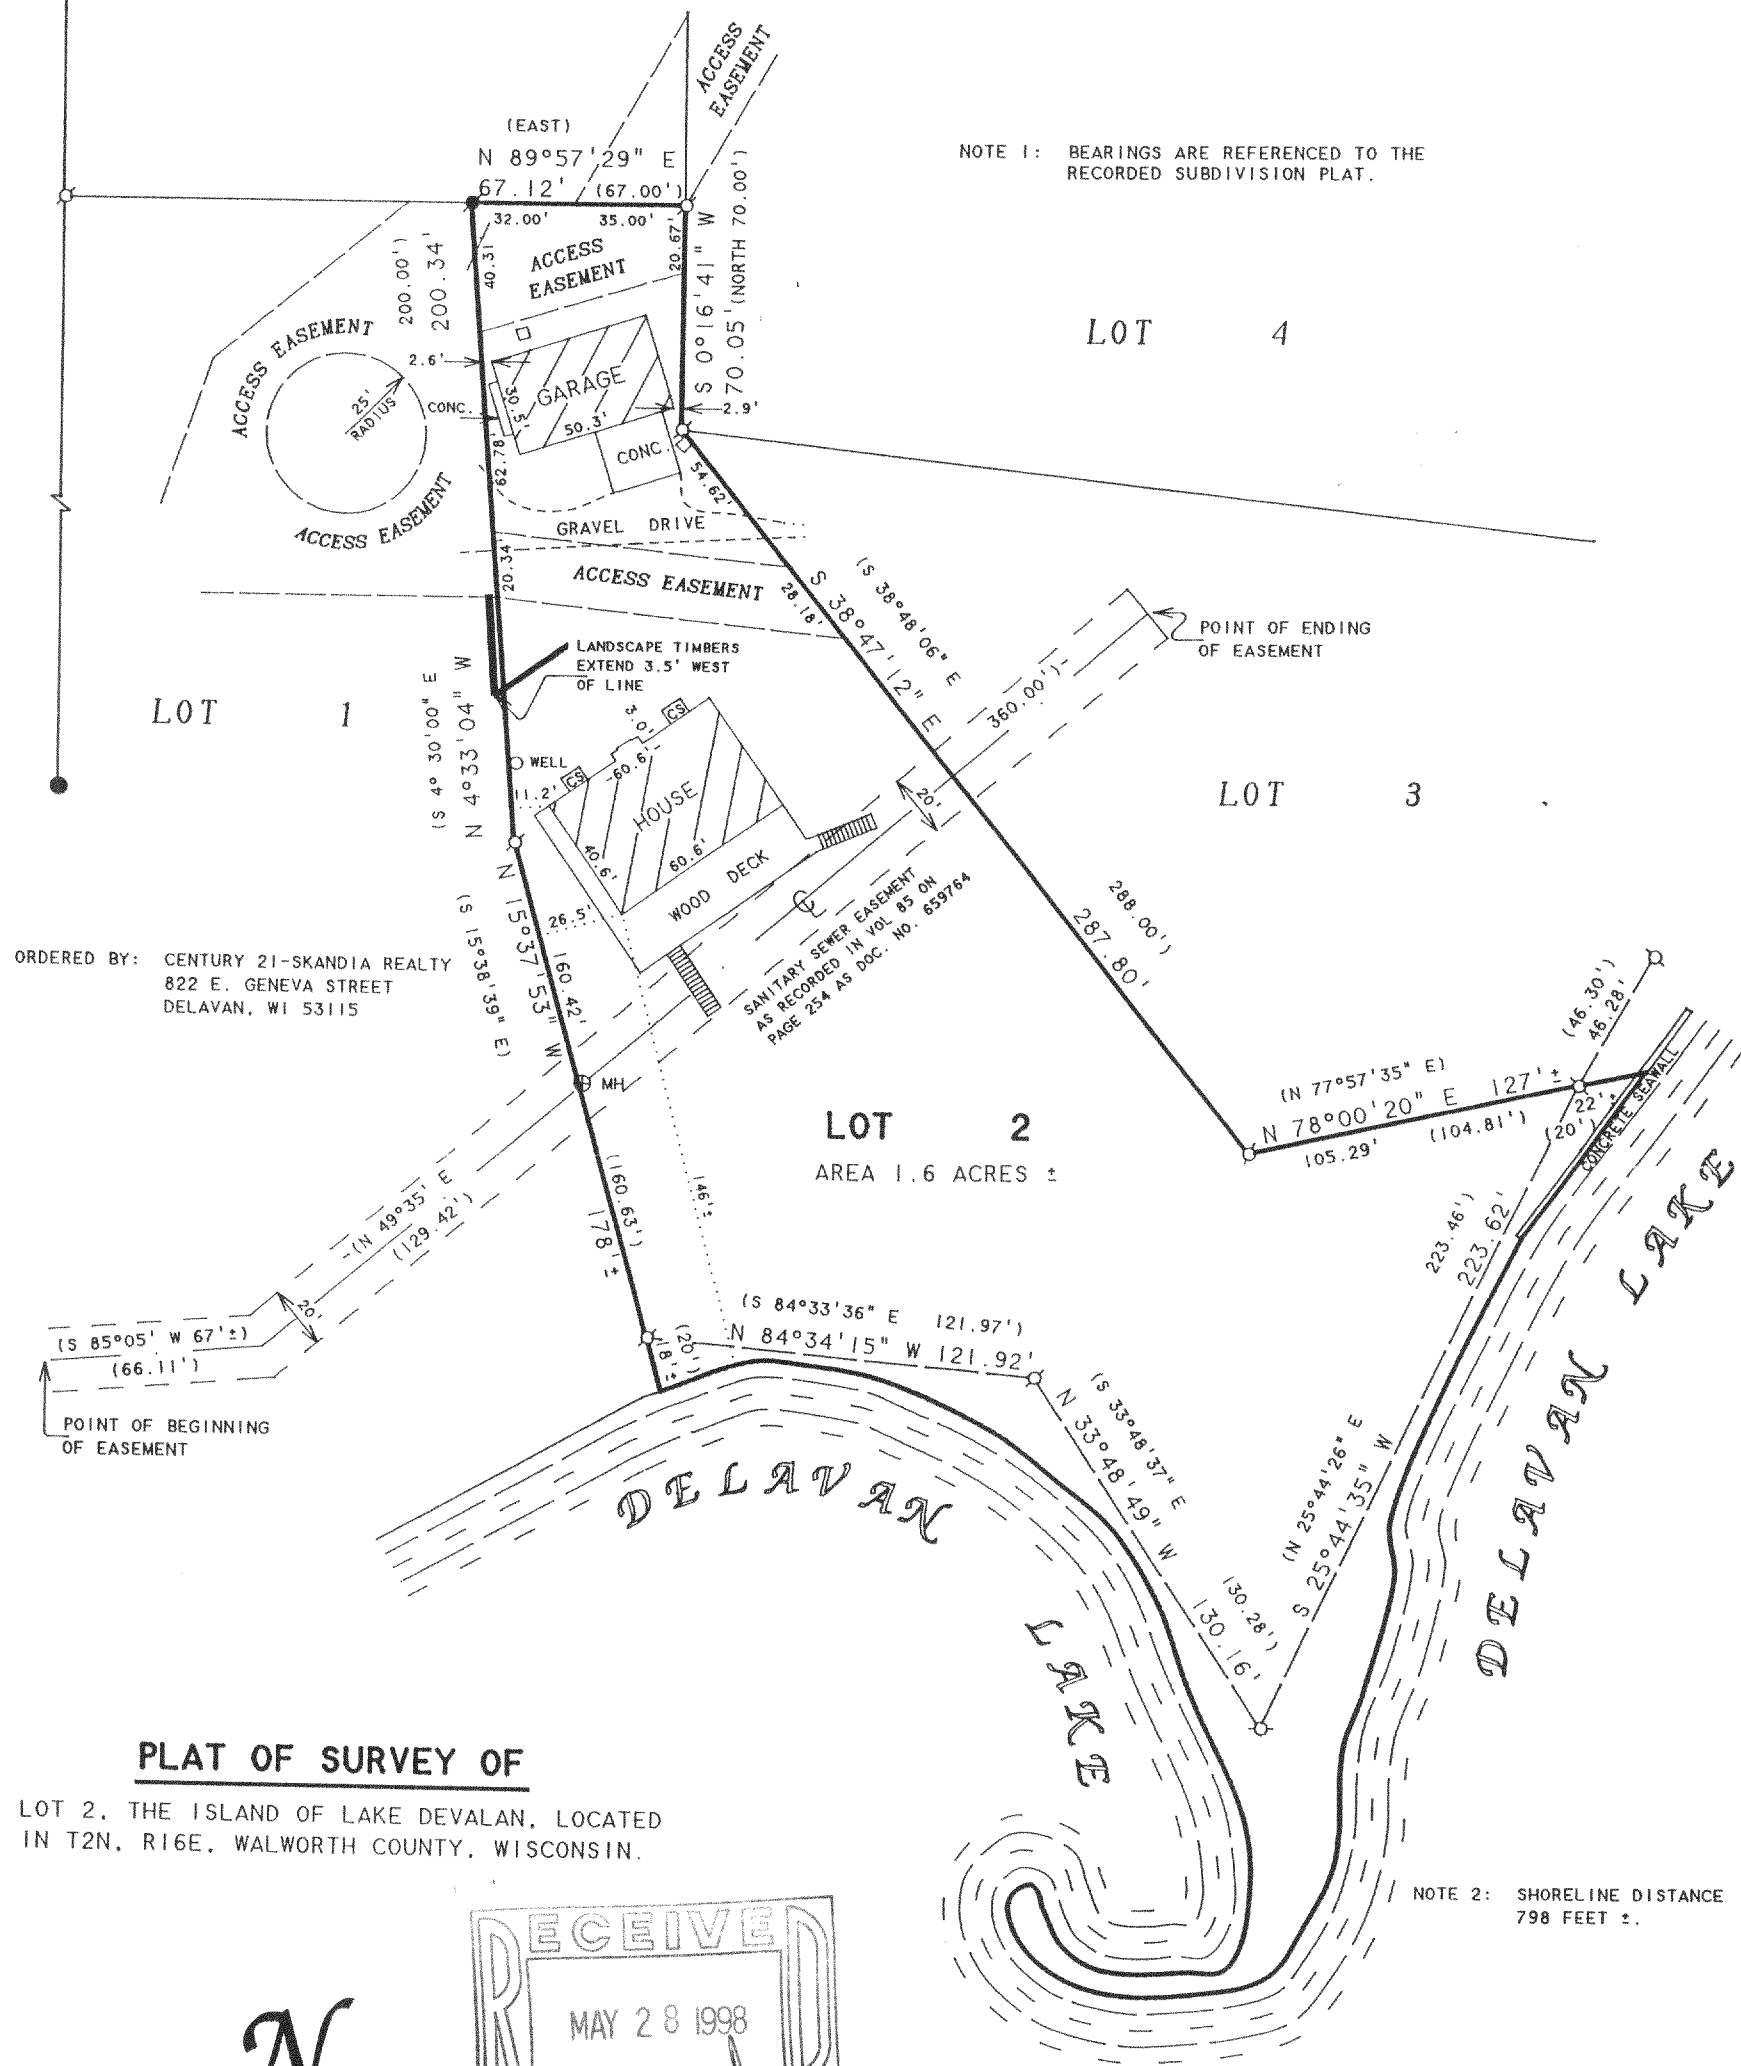 ACCESS
EASEMENT
(EAST)
N 89°57'29" E
67.12' (67.00')
32.00' 35.00'
NOTE 1: BEARINGS ARE REFERENCED TO THE
RECORDED SUBDIVISION PLAT.
200.00')
200.34'
40.31
ACCESS
EASEMENT
20.67'
S 0°16'41" W
70.05' (NORTH 70.00')
LOT 4
ACCESS EASEMENT
25'
RADIUS
ACCESS EASEMENT
2.6'
CONC.
30.5'
GARAGE
50.3'
2.9'
CONC.
62.78'
54.62'
GRAVEL DRIVE
20.34'
ACCESS EASEMENT
28.18'
S 38°47'12" E
(S 38°48'06" E
POINT OF ENDING
OF EASEMENT
360.00')
LANDSCAPE TIMBERS
EXTEND 3.5' WEST
OF LINE
LOT 1
(S 4° 30'00" E
N 4°33'04" W
WELL
11.2'
CS
3.0'
CS
60.6'
HOUSE
40.6'
60.6'
WOOD DECK
20'
LOT 3
288.00')
287.80'
SANITARY SEWER EASEMENT
AS RECORDED IN VOL 85 ON
PAGE 254 AS DOC. NO. 659764
N 15°37'53" W
(S 15°38'39" E)
26.5'
160.42'
ORDERED BY: CENTURY 21-SKANDIA REALTY
822 E. GENEVA STREET
DELAVAN, WI 53115
MH
LOT 2
AREA 1.6 ACRES ±
(160.63')
178'±
146'±
(N 77°57'35" E)
N 78°00'20" E 127'±
105.29' (104.81')
22'±
(20')
(46.30')
46.28'
CONCRETE SEAWALL
223.46')
223.62'
DELAVAN LAKE
(N 49°35' E
(129.42')
20'
(S 85°05' W 67'±)
(66.11')
POINT OF BEGINNING
OF EASEMENT
(20')
18'±
(S 84°33'36" E 121.97')
N 84°34'15" W 121.92'
(S 33°48'37" E
N 33°48'49" W
130.28')
130.16'
(N 25°44'26" E
S 25°44'35" W
DELAVAN LAKE
PLAT OF SURVEY OF
LOT 2, THE ISLAND OF LAKE DEVALAN, LOCATED
IN T2N, R16E, WALWORTH COUNTY, WISCONSIN.
NOTE 2: SHORELINE DISTANCE
798 FEET ±.
RECEIVED
MAY 28 1998
N